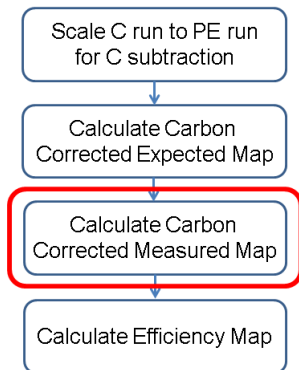 Scale C run to PE run
for C subtraction
Calculate Carbon
Corrected Expected Map
Calculate Carbon
Corrected Measured Map
Calculate Efficiency Map